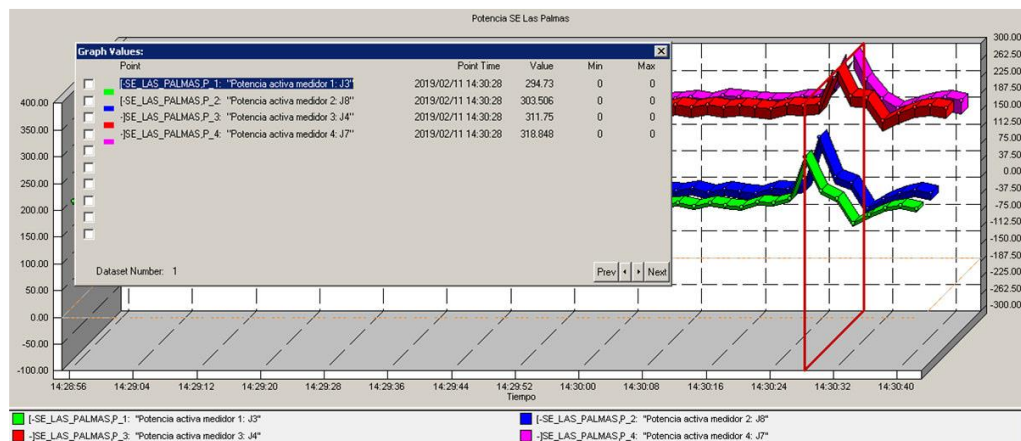 Potencia SE Las Palmas
Graph Values:
Point Point Time Value Min Max
[-SE_LAS_PALMAS,P_1: "Potencia activa medidor 1: J3" 2019/02/11 14:30:28 294.73 0 0
[-SE_LAS_PALMAS,P_2: "Potencia activa medidor 2: J8" 2019/02/11 14:30:28 303.506 0 0
-]SE_LAS_PALMAS,P_3: "Potencia activa medidor 3: J4" 2019/02/11 14:30:28 311.75 0 0
-]SE_LAS_PALMAS,P_4: "Potencia activa medidor 4: J7" 2019/02/11 14:30:28 318.848 0 0
Dataset Number: 1
Prev Next
400.00
350.00
300.00
250.00
200.00
150.00
100.00
50.00
0.00
-50.00
-100.00
300.00
262.50
225.00
187.50
150.00
112.50
75.00
37.50
0.00
-37.50
-75.00
-112.50
-150.00
-187.50
-225.00
-262.50
-300.00
14:28:56 14:29:04 14:29:12 14:29:20 14:29:28 14:29:36 14:29:44 14:29:52 14:30:00 14:30:08 14:30:16 14:30:24 14:30:32 14:30:40
Tiempo
[-SE_LAS_PALMAS,P_1: "Potencia activa medidor 1: J3" [-SE_LAS_PALMAS,P_2: "Potencia activa medidor 2: J8"
-]SE_LAS_PALMAS,P_3: "Potencia activa medidor 3: J4" -]SE_LAS_PALMAS,P_4: "Potencia activa medidor 4: J7"